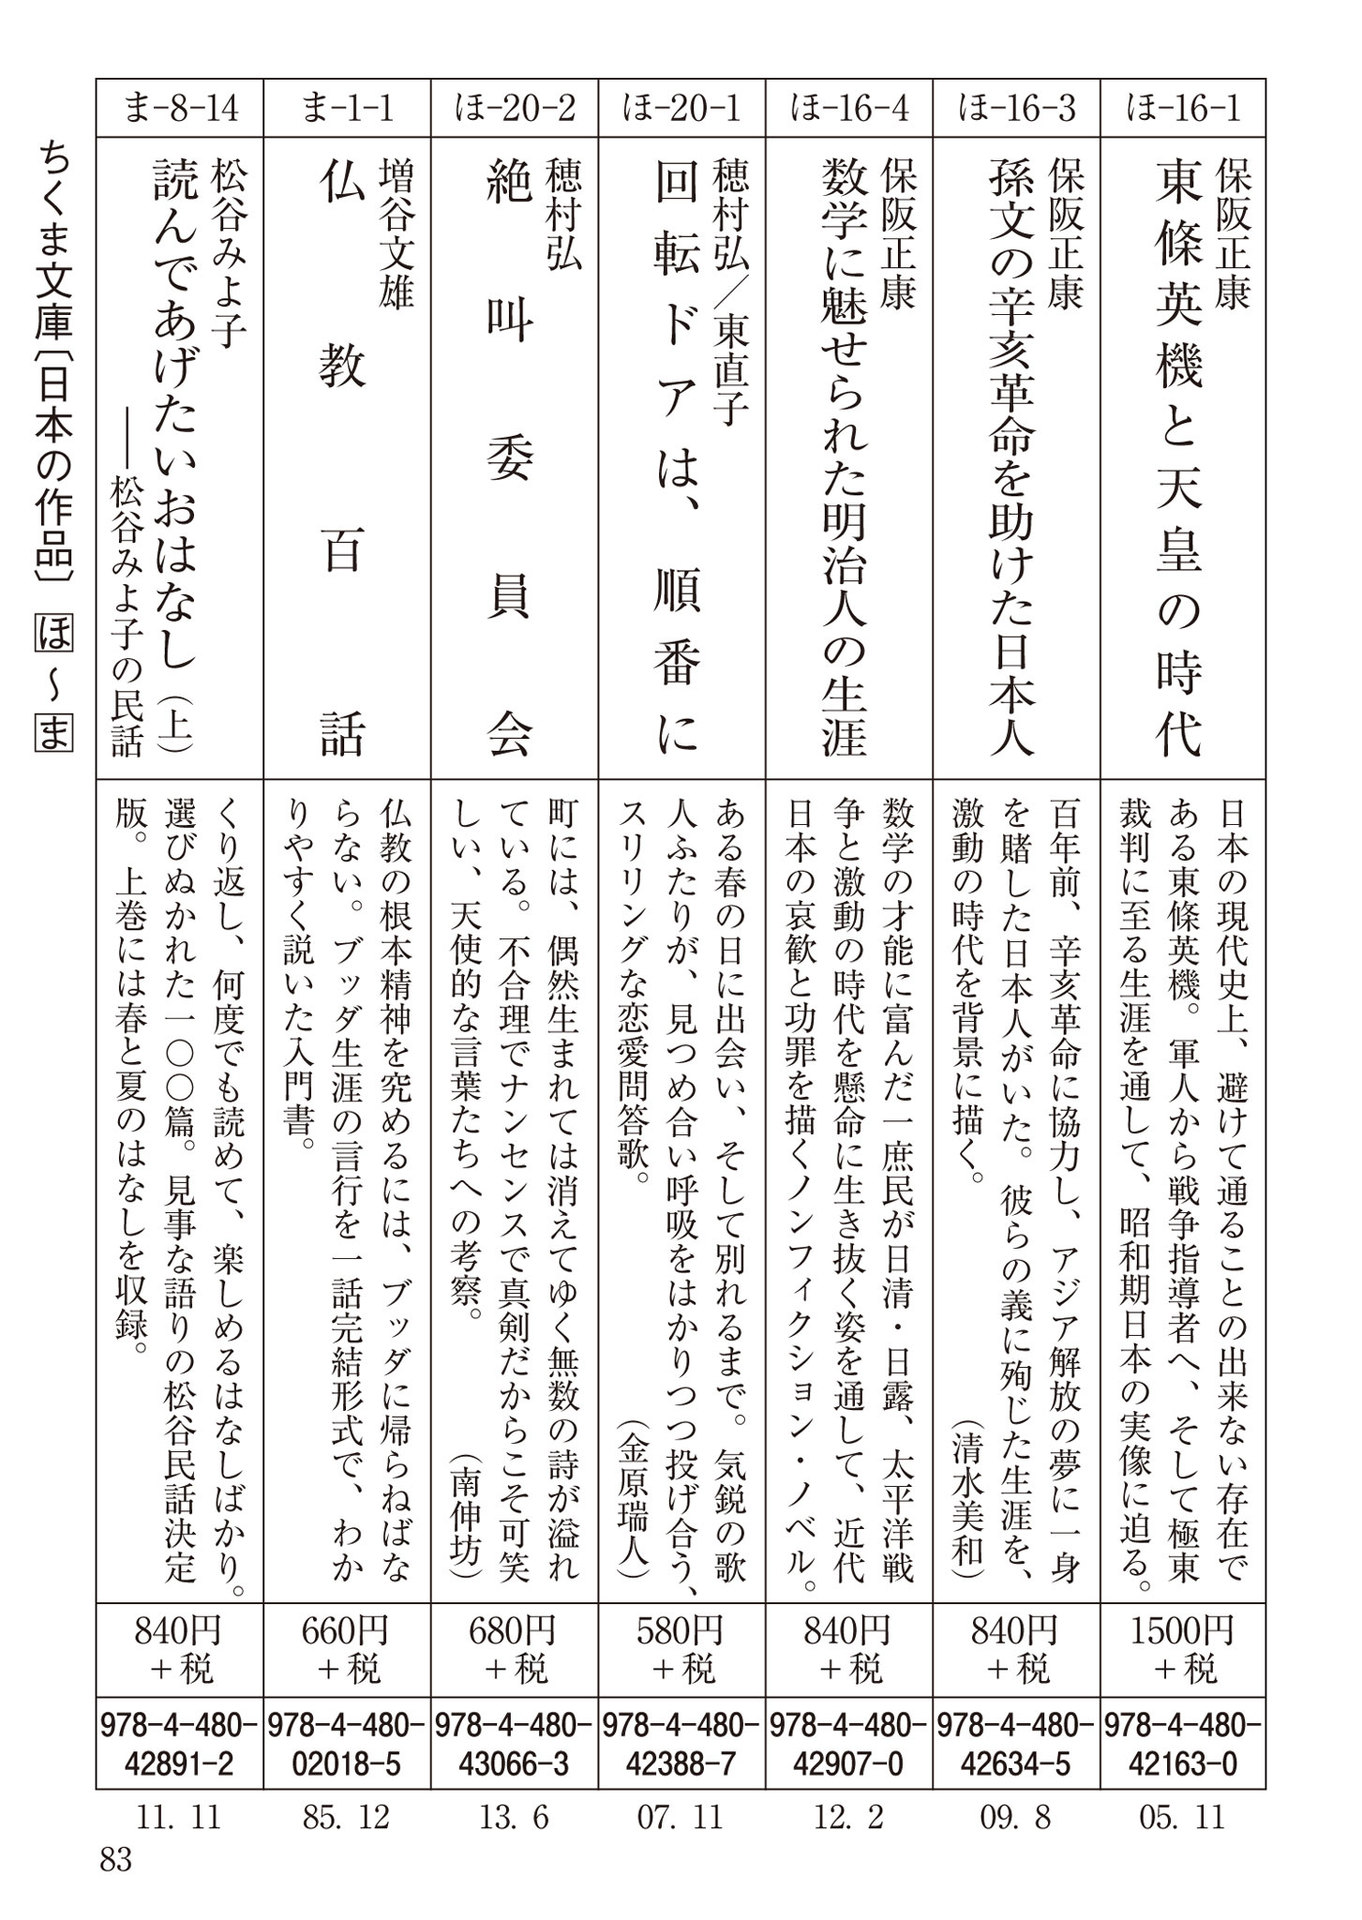 ほ-16-1
保阪正康
東條英機と天皇の時代
日本の現代史上、避けて通ることの出来ない存在で
ある東條英機。軍人から戦争指導者へ、そして極東
裁判に至る生涯を通して、昭和期日本の実像に迫る。
1500円
+税
978-4-480-
42163-0
05. 11
ほ-16-3
保阪正康
孫文の辛亥革命を助けた日本人
百年前、辛亥革命に協力し、アジア解放の夢に一身
を賭した日本人がいた。彼らの義に殉じた生涯を、
激動の時代を背景に描く。(清水美和)
840円
+税
978-4-480-
42634-5
09. 8
ほ-16-4
保阪正康
数学に魅せられた明治人の生涯
数学の才能に富んだ一庶民が日清・日露、太平洋戦
争と激動の時代を懸命に生き抜く姿を通して、近代
日本の哀歓と功罪を描くノンフィクション・ノベル。
840円
+税
978-4-480-
42907-0
12. 2
ほ-20-1
穂村弘/東直子
回転ドアは、順番に
ある春の日に出会い、そして別れるまで。気鋭の歌
人ふたりが、見つめ合い呼吸をはかりつつ投げ合う、
スリリングな恋愛問答歌。(金原瑞人)
580円
+税
978-4-480-
42388-7
07. 11
ほ-20-2
穂村弘
絶叫委員会
町には、偶然生まれては消えてゆく無数の詩が溢れ
ている。不合理でナンセンスで真剣だからこそ可笑
しい、天使的な言葉たちへの考察。(南伸坊)
680円
+税
978-4-480-
43066-3
13. 6
ま-1-1
増谷文雄
仏教百話
仏教の根本精神を究めるには、ブッダに帰らねばな
らない。ブッダ生涯の言行を一話完結形式で、わか
りやすく説いた入門書。
660円
+税
978-4-480-
02018-5
85. 12
ま-8-14
松谷みよ子
読んであげたいおはなし(上)
――松谷みよ子の民話
くり返し、何度でも読めて、楽しめるはなしばかり。
選びぬかれた一〇〇篇。見事な語りの松谷民話決定
版。上巻には春と夏のはなしを収録。
840円
+税
978-4-480-
42891-2
11. 11
ちくま文庫〔日本の作品〕ほ～ま
83